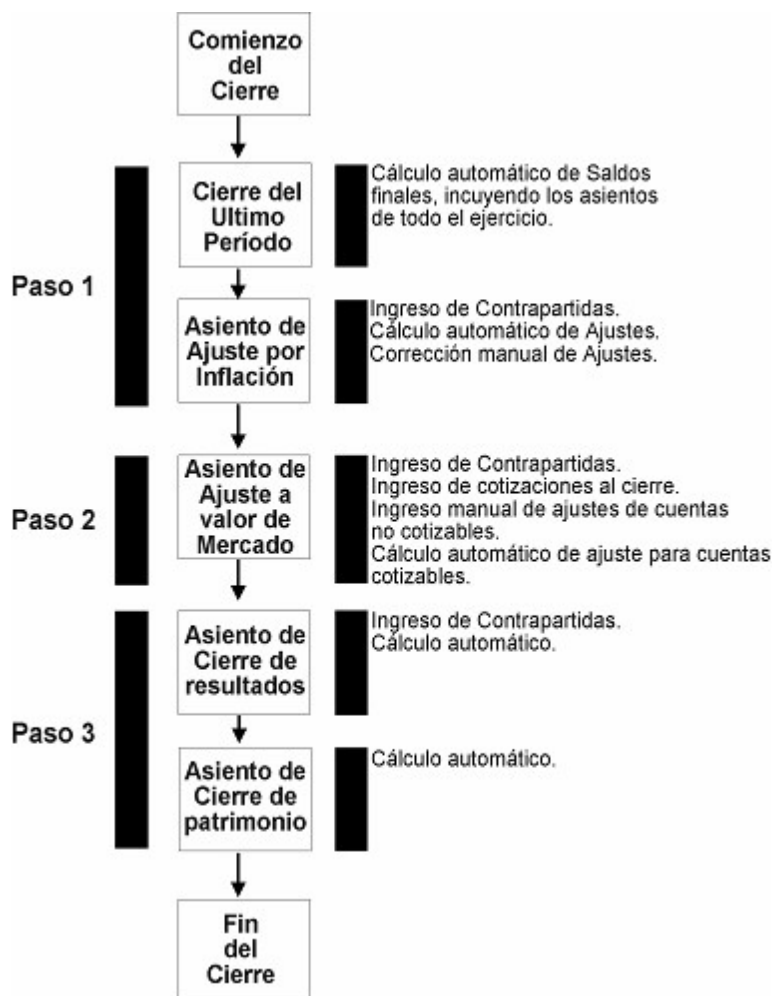 Comienzo
del
Cierre
Paso 1
Cierre del
Ultimo
Período
Cálculo automático de Saldos
finales, incuyendo los asientos
de todo el ejercicio.
Asiento de
Ajuste por
Inflación
Ingreso de Contrapartidas.
Cálculo automático de Ajustes.
Corrección manual de Ajustes.
Paso 2
Asiento de
Ajuste a
valor de
Mercado
Ingreso de Contrapartidas.
Ingreso de cotizaciones al cierre.
Ingreso manual de ajustes de cuentas
no cotizables.
Cálculo automático de ajuste para cuentas
cotizables.
Paso 3
Asiento de
Cierre de
resultados
Ingreso de Contrapartidas.
Cálculo automático.
Asiento de
Cierre de
patrimonio
Cálculo automático.
Fin
del
Cierre